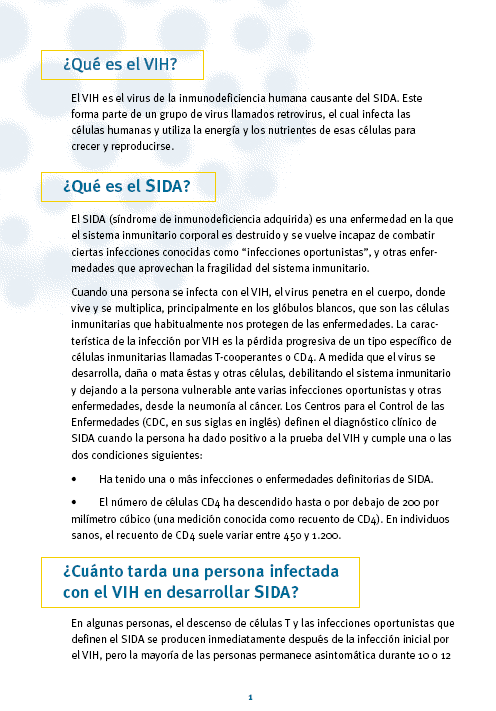 ¿Qué es el VIH?
El VIH es el virus de la inmunodeficiencia humana causante del SIDA. Este
forma parte de un grupo de virus llamados retrovirus, el cual infecta las
células humanas y utiliza la energía y los nutrientes de esas células para
crecer y reproducirse.
¿Qué es el SIDA?
El SIDA (síndrome de inmunodeficiencia adquirida) es una enfermedad en la que
el sistema inmunitario corporal es destruido y se vuelve incapaz de combatir
ciertas infecciones conocidas como “infecciones oportunistas”, y otras enfer-
medades que aprovechan la fragilidad del sistema inmunitario.
Cuando una persona se infecta con el VIH, el virus penetra en el cuerpo, donde
vive y se multiplica, principalmente en los glóbulos blancos, que son las células
inmunitarias que habitualmente nos protegen de las enfermedades. La carac-
terística de la infección por VIH es la pérdida progresiva de un tipo específico de
células inmunitarias llamadas T-cooperantes o CD4. A medida que el virus se
desarrolla, daña o mata éstas y otras células, debilitando el sistema inmunitario
y dejando a la persona vulnerable ante varias infecciones oportunistas y otras
enfermedades, desde la neumonía al cáncer. Los Centros para el Control de las
Enfermedades (CDC, en sus siglas en inglés) definen el diagnóstico clínico de
SIDA cuando la persona ha dado positivo a la prueba del VIH y cumple una o las
dos condiciones siguientes:
• Ha tenido una o más infecciones o enfermedades definitorias de SIDA.
• El número de células CD4 ha descendido hasta o por debajo de 200 por
milímetro cúbico (una medición conocida como recuento de CD4). En individuos
sanos, el recuento de CD4 suele variar entre 450 y 1.200.
¿Cuánto tarda una persona infectada
con el VIH en desarrollar SIDA?
En algunas personas, el descenso de células T y las infecciones oportunistas que
definen el SIDA se producen inmediatamente después de la infección inicial por
el VIH, pero la mayoría de las personas permanece asintomática durante 10 o 12
1